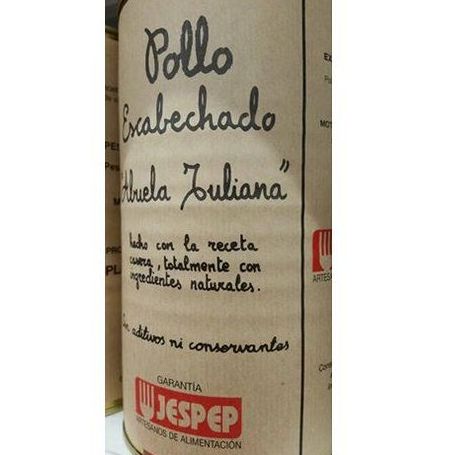 Pollo
Escabechado
"Abuela Juliana"
hecho con la receta
casera, totalmente con
ingredientes naturales.
Sin aditivos ni conservantes
GARANTÍA
JESPEP
ARTESANOS DE ALIMENTACIÓN